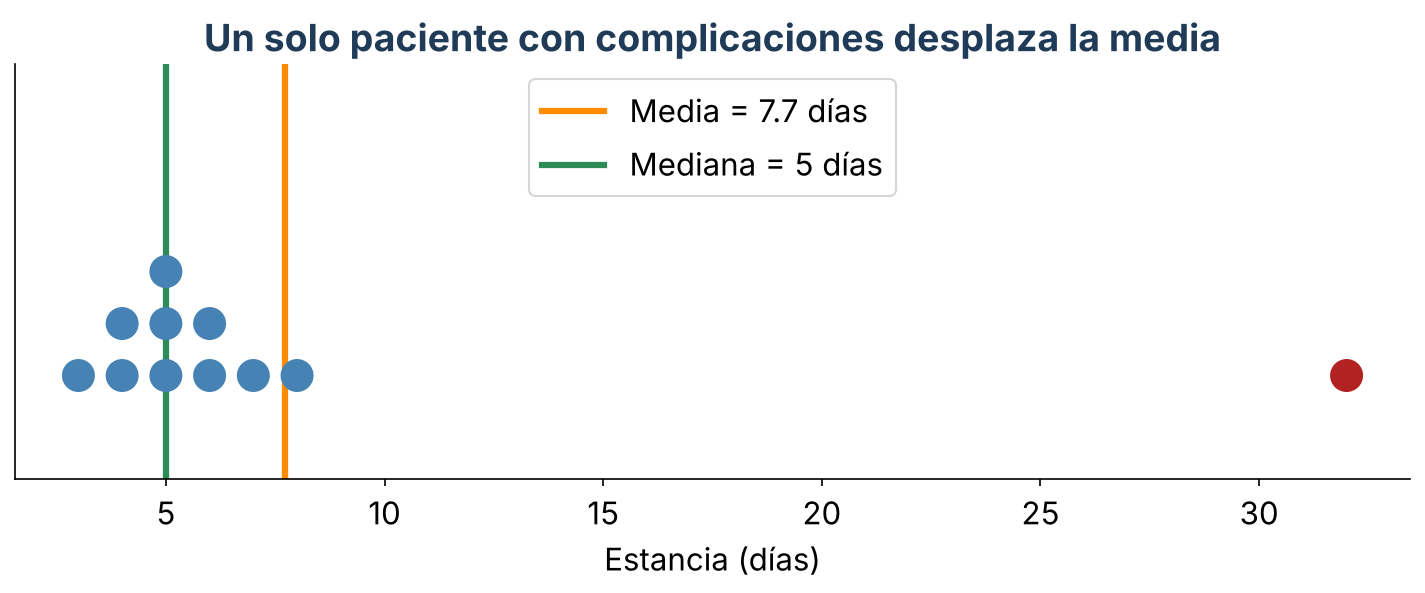 Un solo paciente con complicaciones desplaza la media
Media = 7.7 días
Mediana = 5 días
5 10 15 20 25 30
Estancia (días)